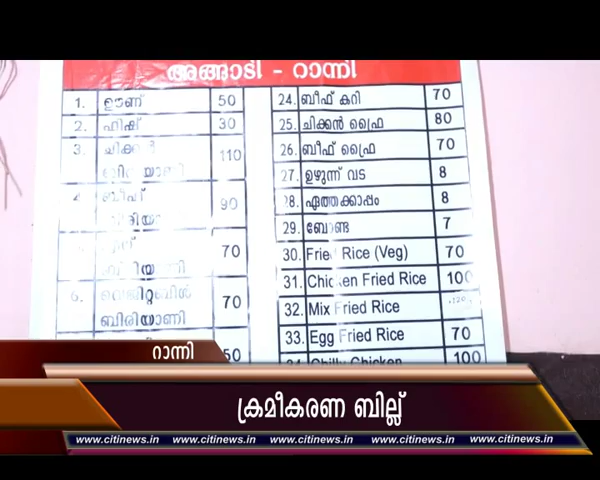 അങ്ങാടി - റാന്നി
1. ഊണ് 50
2. ഫിഷ് 30
3. ചിക്കൻ 110
ബിരിയാണി
4. ബീഫ് 90
70
ബിരിയാണി
6. വെജിറ്റബിൾ 70
ബിരിയാണി
50
24. ബീഫ് കറി 70
25. ചിക്കൻ ഫ്രൈ 80
26. ബീഫ് ഫ്രൈ 70
27. ഉഴുന്ന് വട 8
28. ഏത്തക്കാപ്പം 8
29. ബോണ്ട 7
30. Fried Rice (Veg) 70
31. Chicken Fried Rice 100
32. Mix Fried Rice 120
33. Egg Fried Rice 70
34. Chilly Chicken 100
റാന്നി
ക്രമീകരണ ബില്ല്
www.citinews.in www.citinews.in www.citinews.in www.citinews.in www.citinews.in